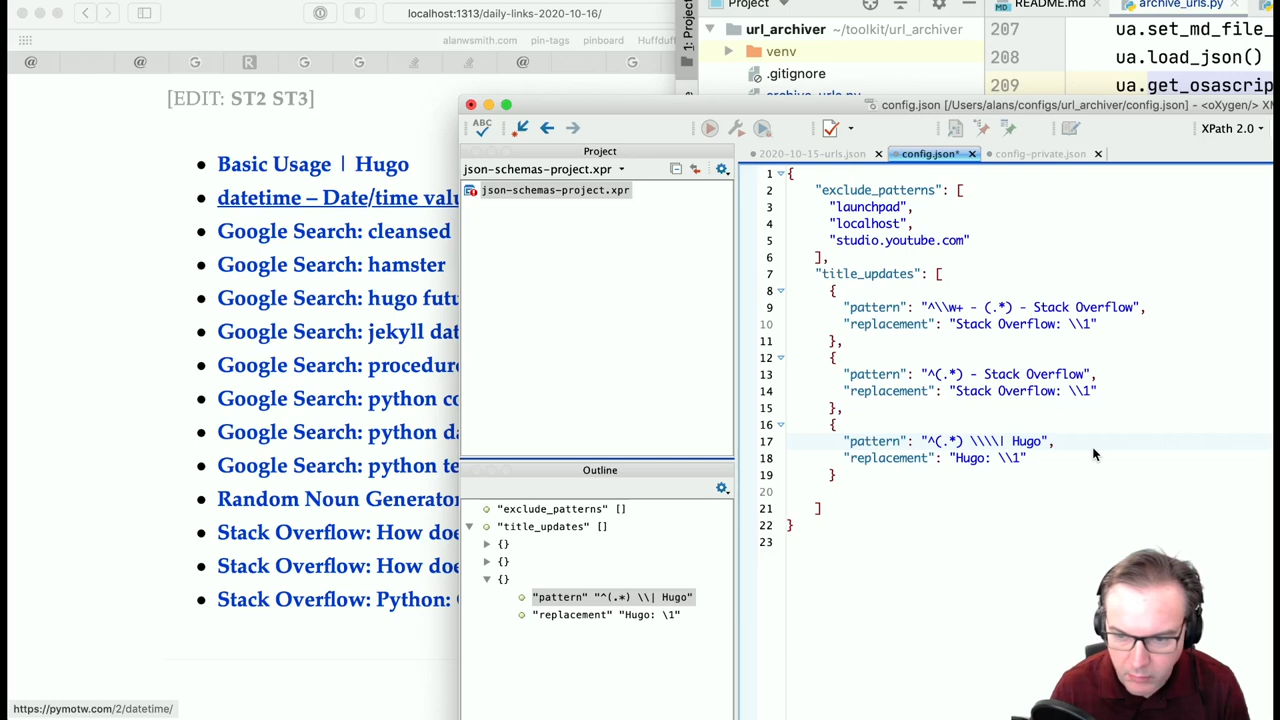 localhost:1313/daily-links-2020-10-16/
alanwsmith.com pin-tags pinboard Huffduff
[EDIT: ST2 ST3]
Basic Usage | Hugo
datetime – Date/time valu
Google Search: cleansed
Google Search: hamster
Google Search: hugo futu
Google Search: jekyll dat
Google Search: procedure
Google Search: python co
Google Search: python da
Google Search: python te
Random Noun Generator
Stack Overflow: How doe
Stack Overflow: How doe
Stack Overflow: Python:
https://pymotw.com/2/datetime/
1: Project
Project
url_archiver ~/toolkit/url_archiver
venv
.gitignore
archive_urls.py
README.md
archive_urls.py
207 ua.set_md_file_
208 ua.load_json()
209 ua.get_osascrip
config.json [/Users/alans/configs/url_archiver/config.json] - <oXygen/> XM
ABC
XPath 2.0
Project
json-schemas-project.xpr
json-schemas-project.xpr
Outline
"exclude_patterns" []
"title_updates" []
{}
{}
{}
"pattern" "^(.*) \\| Hugo"
"replacement" "Hugo: \1"
2020-10-15-urls.json
config.json*
config-private.json
1 {
2 "exclude_patterns": [
3 "launchpad",
4 "localhost",
5 "studio.youtube.com"
6 ],
7 "title_updates": [
8 {
9 "pattern": "^\\w+ - (.*) - Stack Overflow",
10 "replacement": "Stack Overflow: \\1"
11 },
12 {
13 "pattern": "^(.*) - Stack Overflow",
14 "replacement": "Stack Overflow: \\1"
15 },
16 {
17 "pattern": "^(.*) \\\\| Hugo",
18 "replacement": "Hugo: \\1"
19 }
20
21 ]
22 }
23